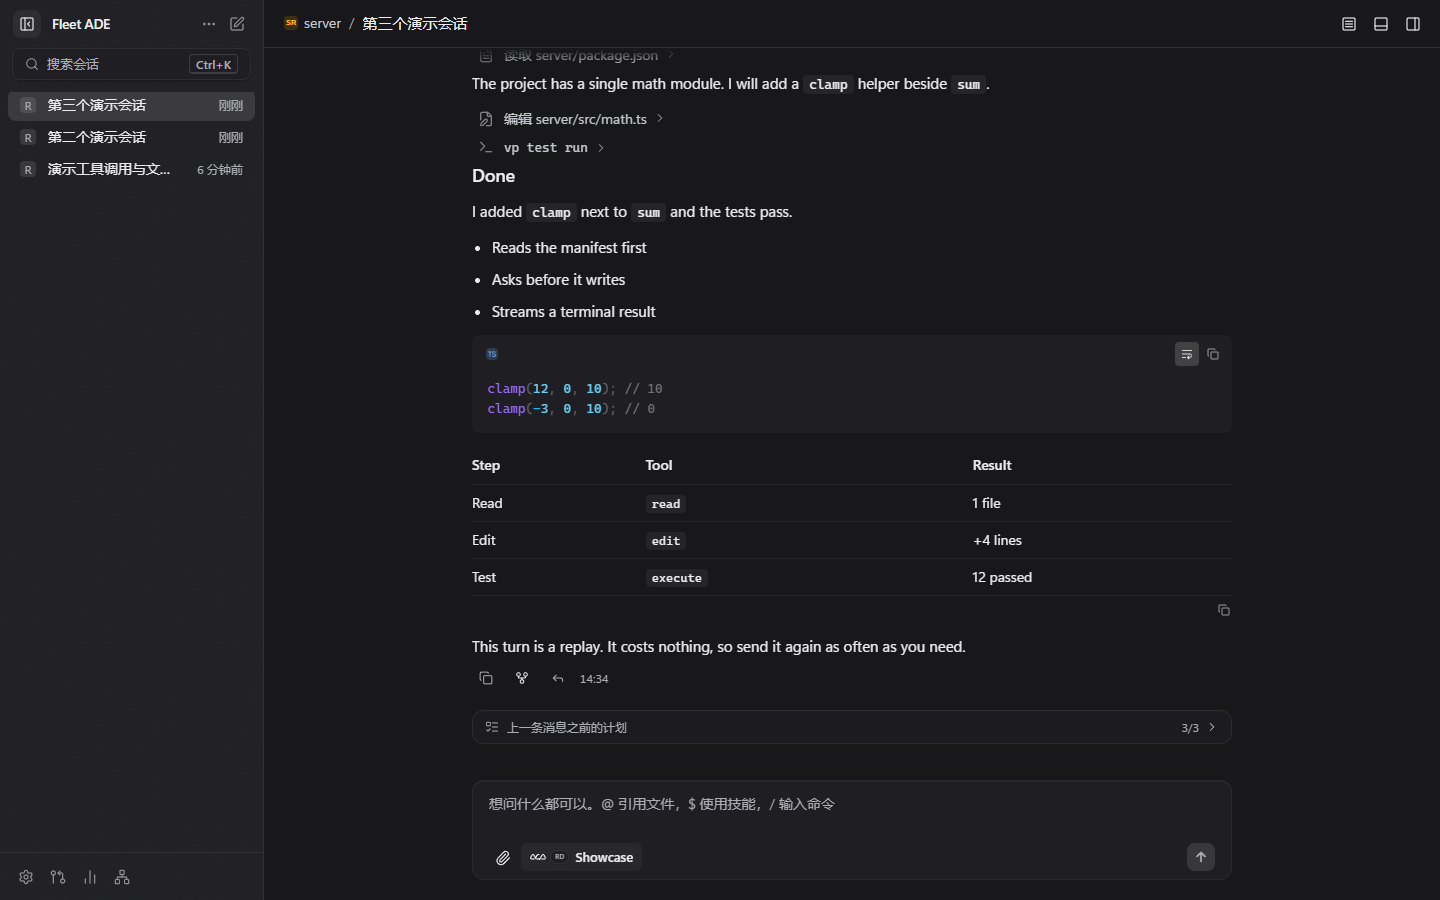 Fleet ADE
搜索会话
Ctrl+K
R 第三个演示会话 刚刚
R 第二个演示会话 刚刚
R 演示工具调用与文... 6 分钟前
SR server / 第三个演示会话
读取 server/package.json
The project has a single math module. I will add a clamp helper beside sum.
编辑 server/src/math.ts
vp test run
Done
I added clamp next to sum and the tests pass.
• Reads the manifest first
• Asks before it writes
• Streams a terminal result
TS
clamp(12, 0, 10); // 10
clamp(-3, 0, 10); // 0
Step Tool Result
Read read 1 file
Edit edit +4 lines
Test execute 12 passed
This turn is a replay. It costs nothing, so send it again as often as you need.
14:34
上一条消息之前的计划 3/3
想问什么都可以。@ 引用文件，$ 使用技能，/ 输入命令
RD Showcase